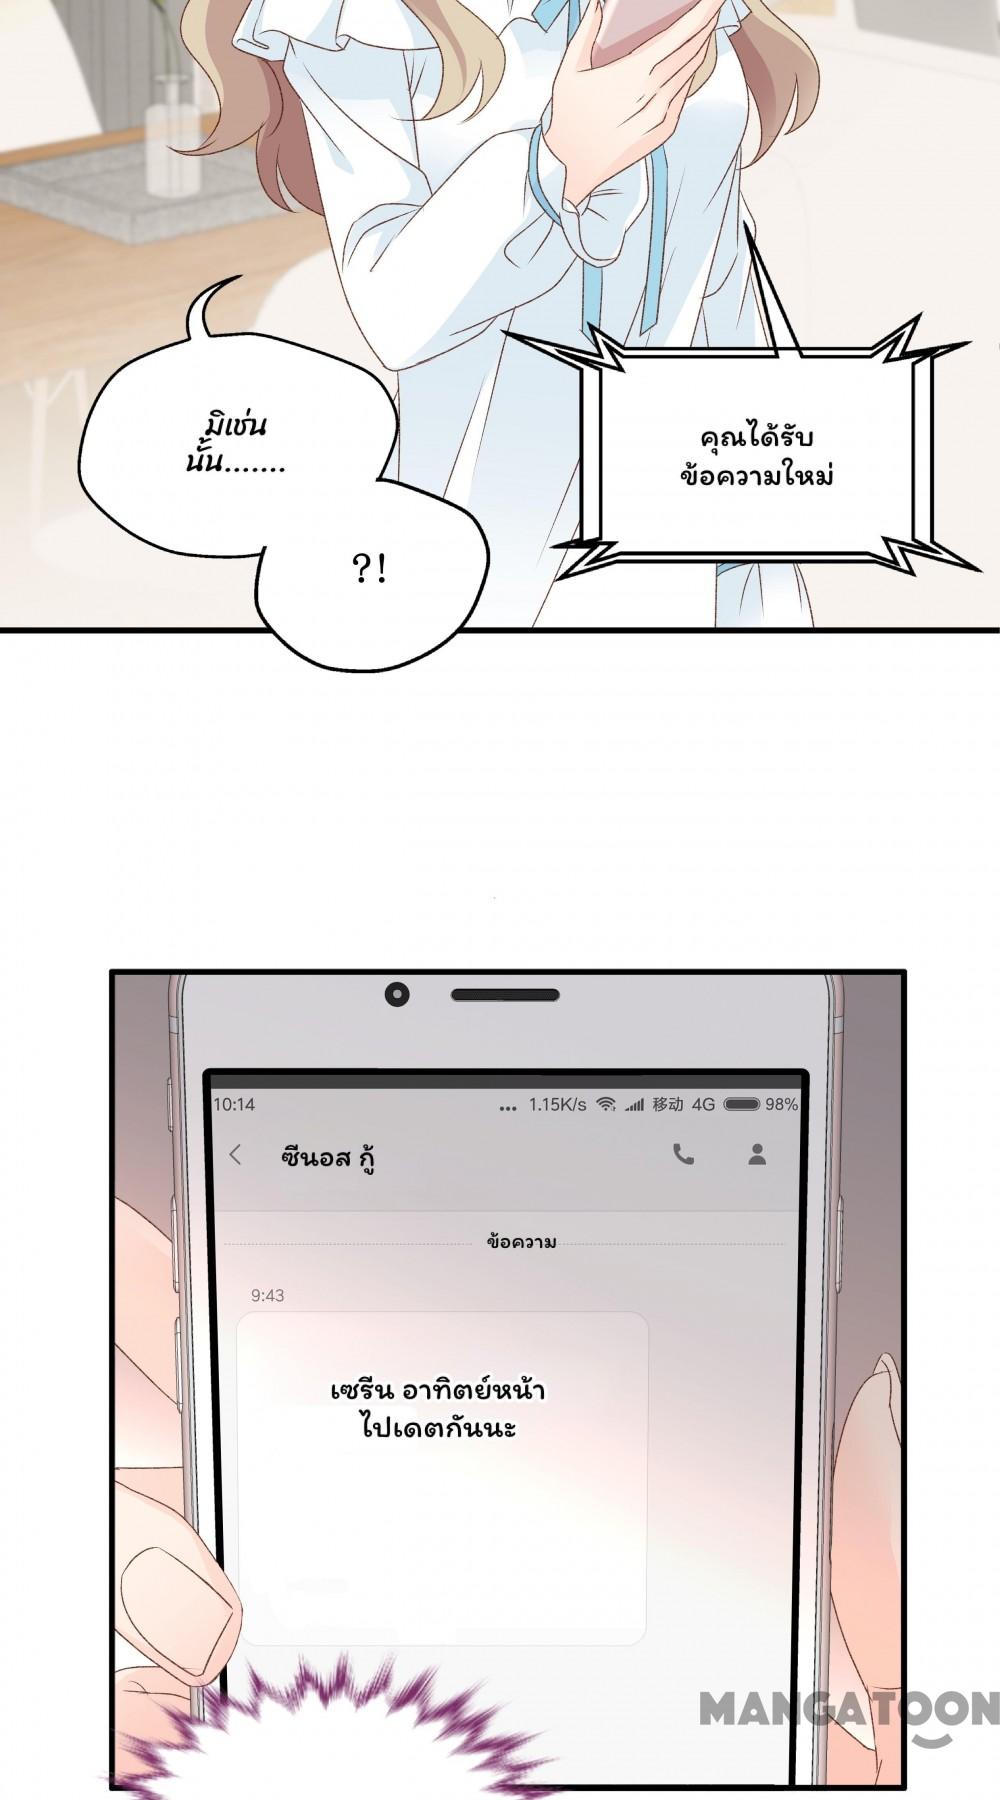 มิเช่น
นั้น.......
?!
คุณได้รับ
ข้อความใหม่
10:14 ... 1.15K/s 移动 4G 98%
ซีนอส กู้
ข้อความ
9:43
เซรีน อาทิตย์หน้า
ไปเดตกันนะ
MANGATOON